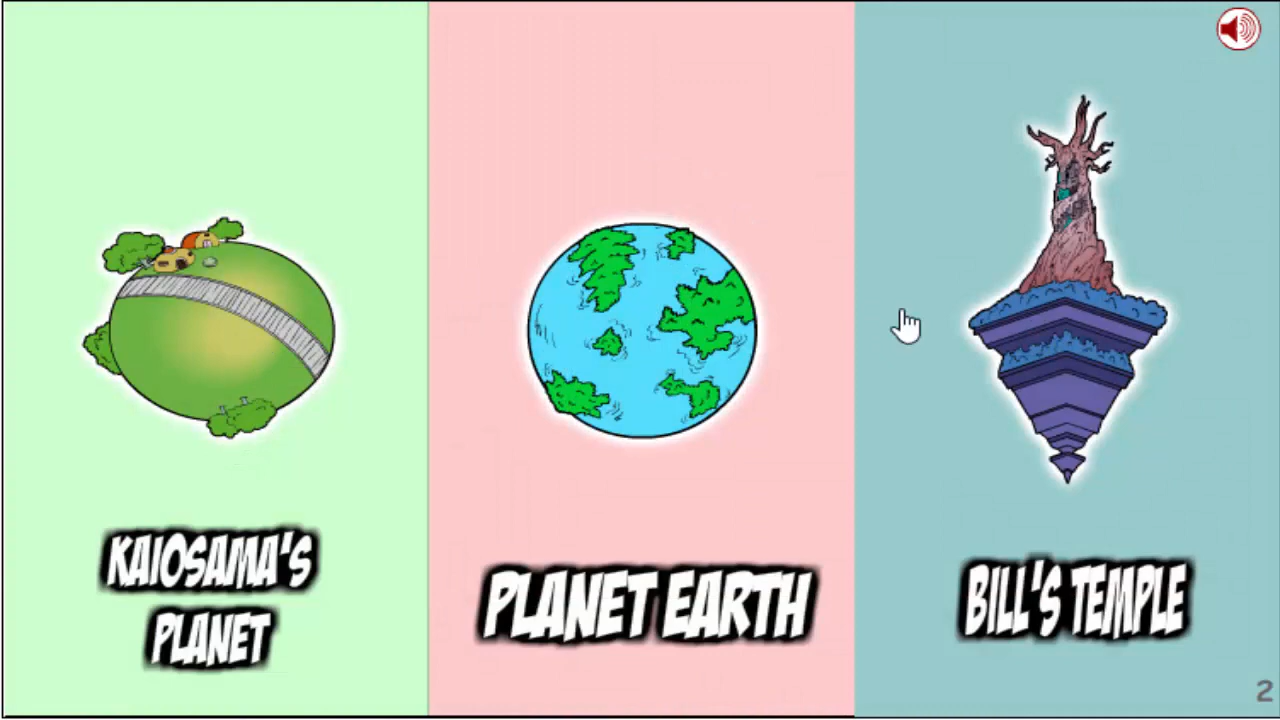 KAIOSAMA'S
PLANET
PLANET EARTH
BILL'S TEMPLE
2